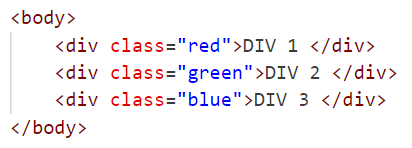 <body>
    <div class="red">DIV 1 </div>
    <div class="green">DIV 2 </div>
    <div class="blue">DIV 3 </div>
</body>